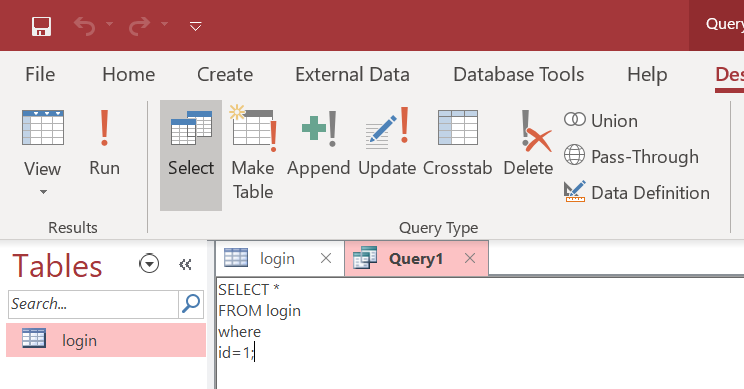 Query
File Home Create External Data Database Tools Help Des
View Run Select Make Table Append Update Crosstab Delete
Union
Pass-Through
Data Definition
Results Query Type
Tables
Search...
login
login Query1
SELECT *
FROM login
where
id=1;